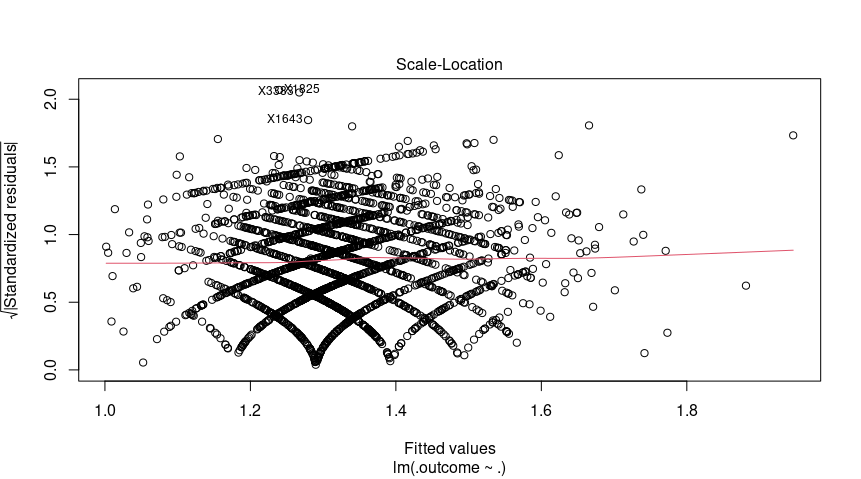 Scale-Location
X1825
X1643
√|Standardized residuals|
2.0
1.5
1.0
0.5
0.0
1.0 1.2 1.4 1.6 1.8
Fitted values
lm(.outcome ~ .)